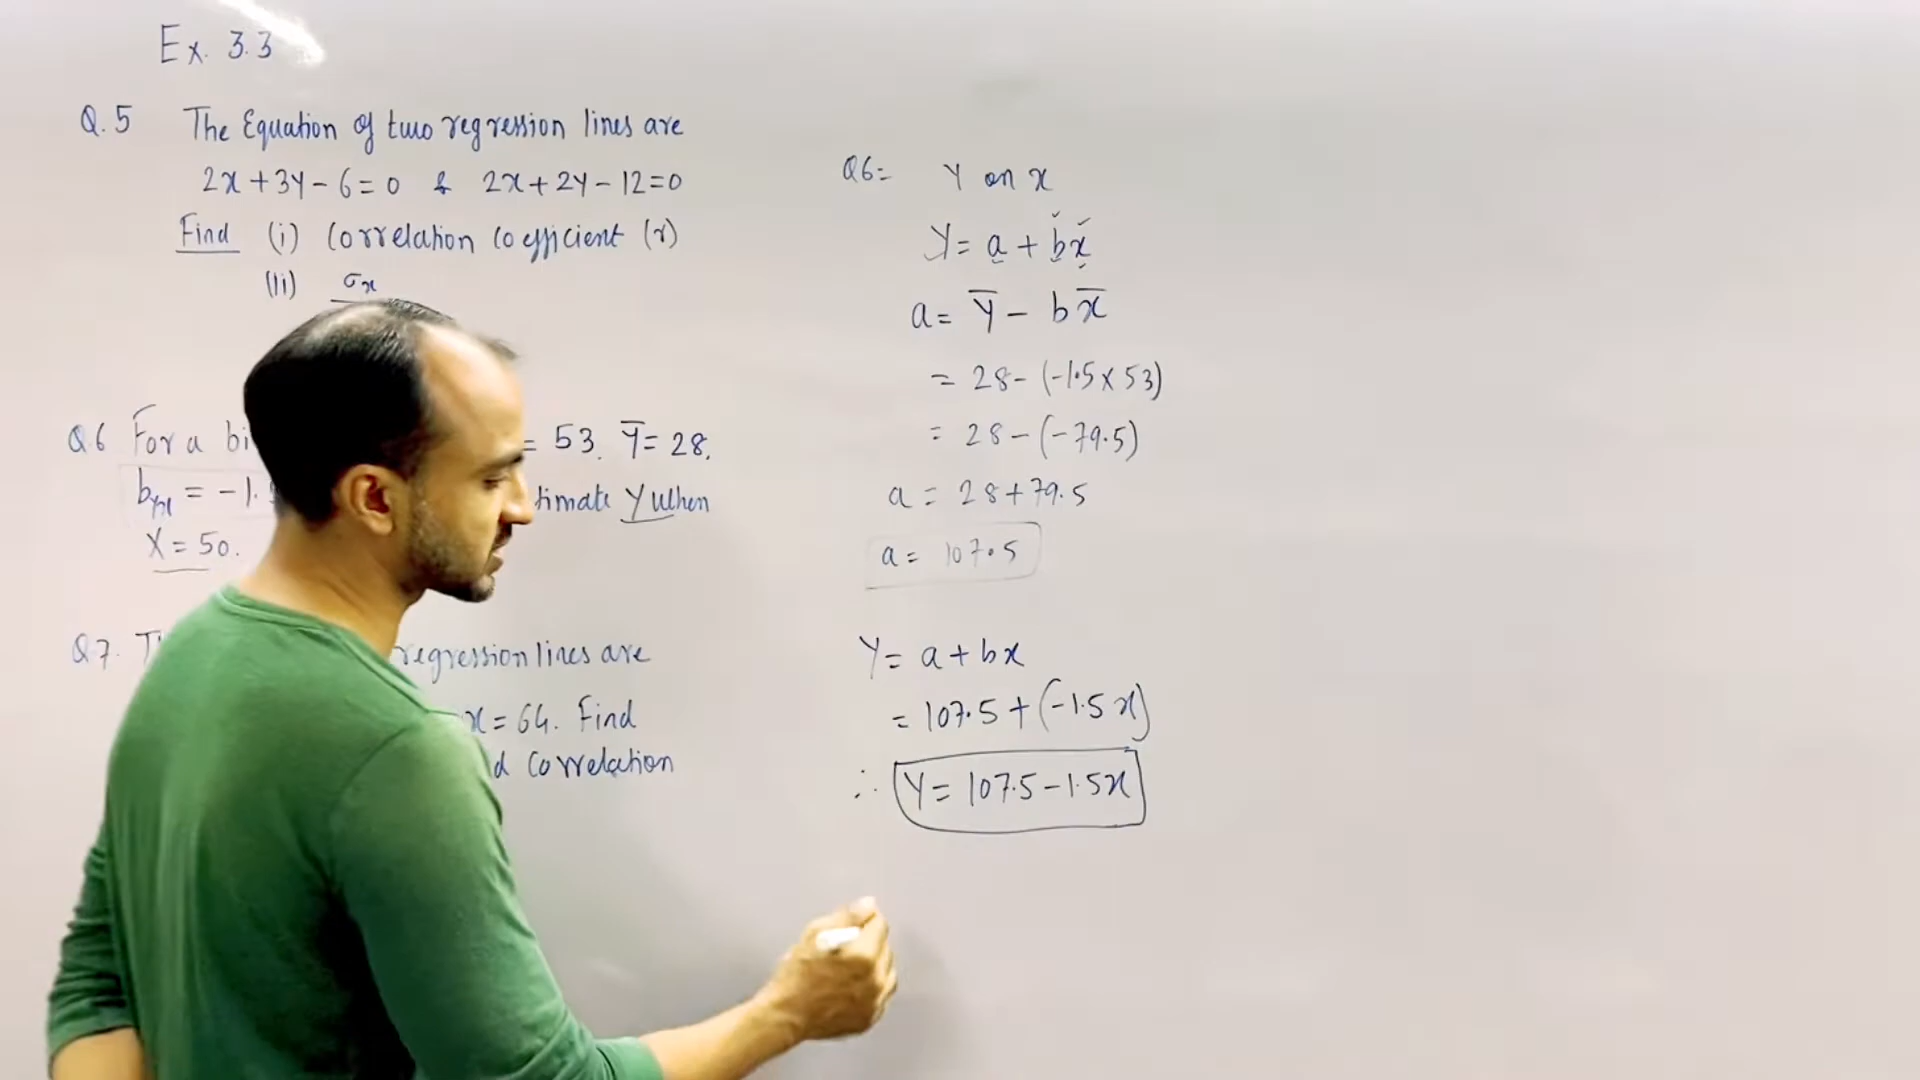 Ex. 3.3
Q.5 The Equation of two regression lines are
2x+3y-6=0 & 2x+2y-12=0
Find (i) Correlation coefficient (r)
(ii) σx
Q.6 For a bi = 53. Y̅= 28.
byx = -1. timate Y when
X = 50.
Q.7. T regression lines are
x = 64. Find
d Correlation
Q6= Y on x
Y= a + bx
a= Y̅ - bx̅
= 28-(-1.5×53)
= 28-(-79.5)
a = 28+79.5
a = 107.5
Y= a+bx
= 107.5+(-1.5x)
∴ Y= 107.5-1.5x